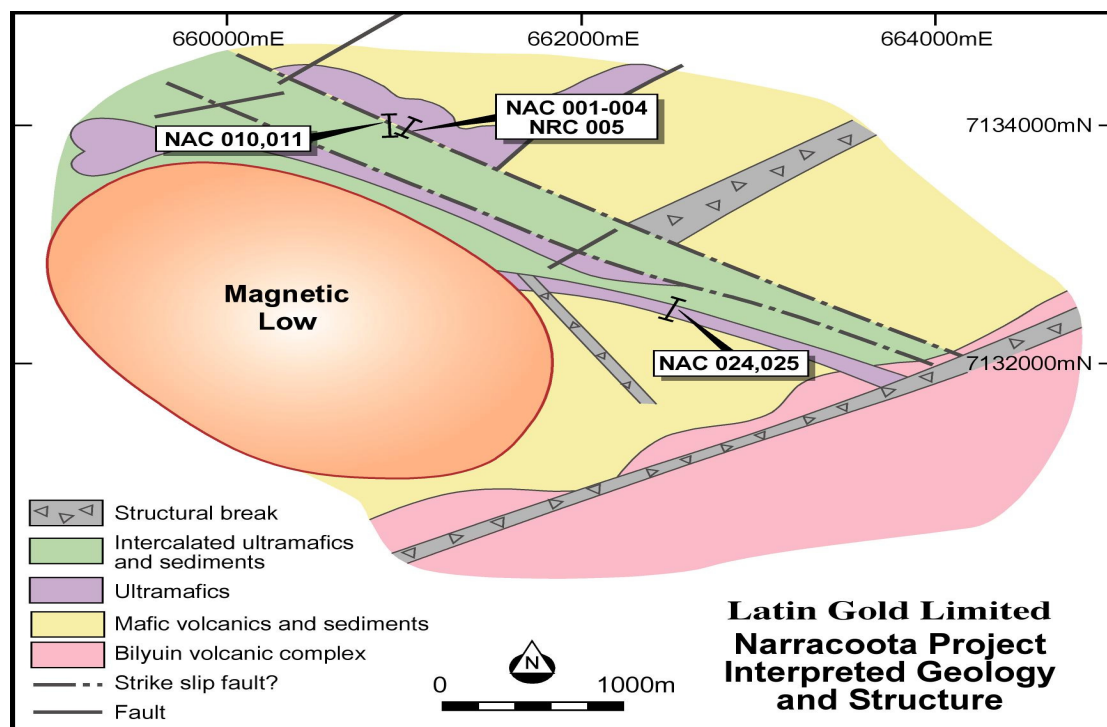 660000mE
662000mE
664000mE
NAC 001-004
NRC 005
7134000mN
NAC 010,011
Magnetic
Low
NAC 024,025
7132000mN
Structural break
Intercalated ultramafics
and sediments
Ultramafics
Mafic volcanics and sediments
Bilyuin volcanic complex
Strike slip fault?
Fault
N
0
1000m
Latin Gold Limited
Narracoota Project
Interpreted Geology
and Structure